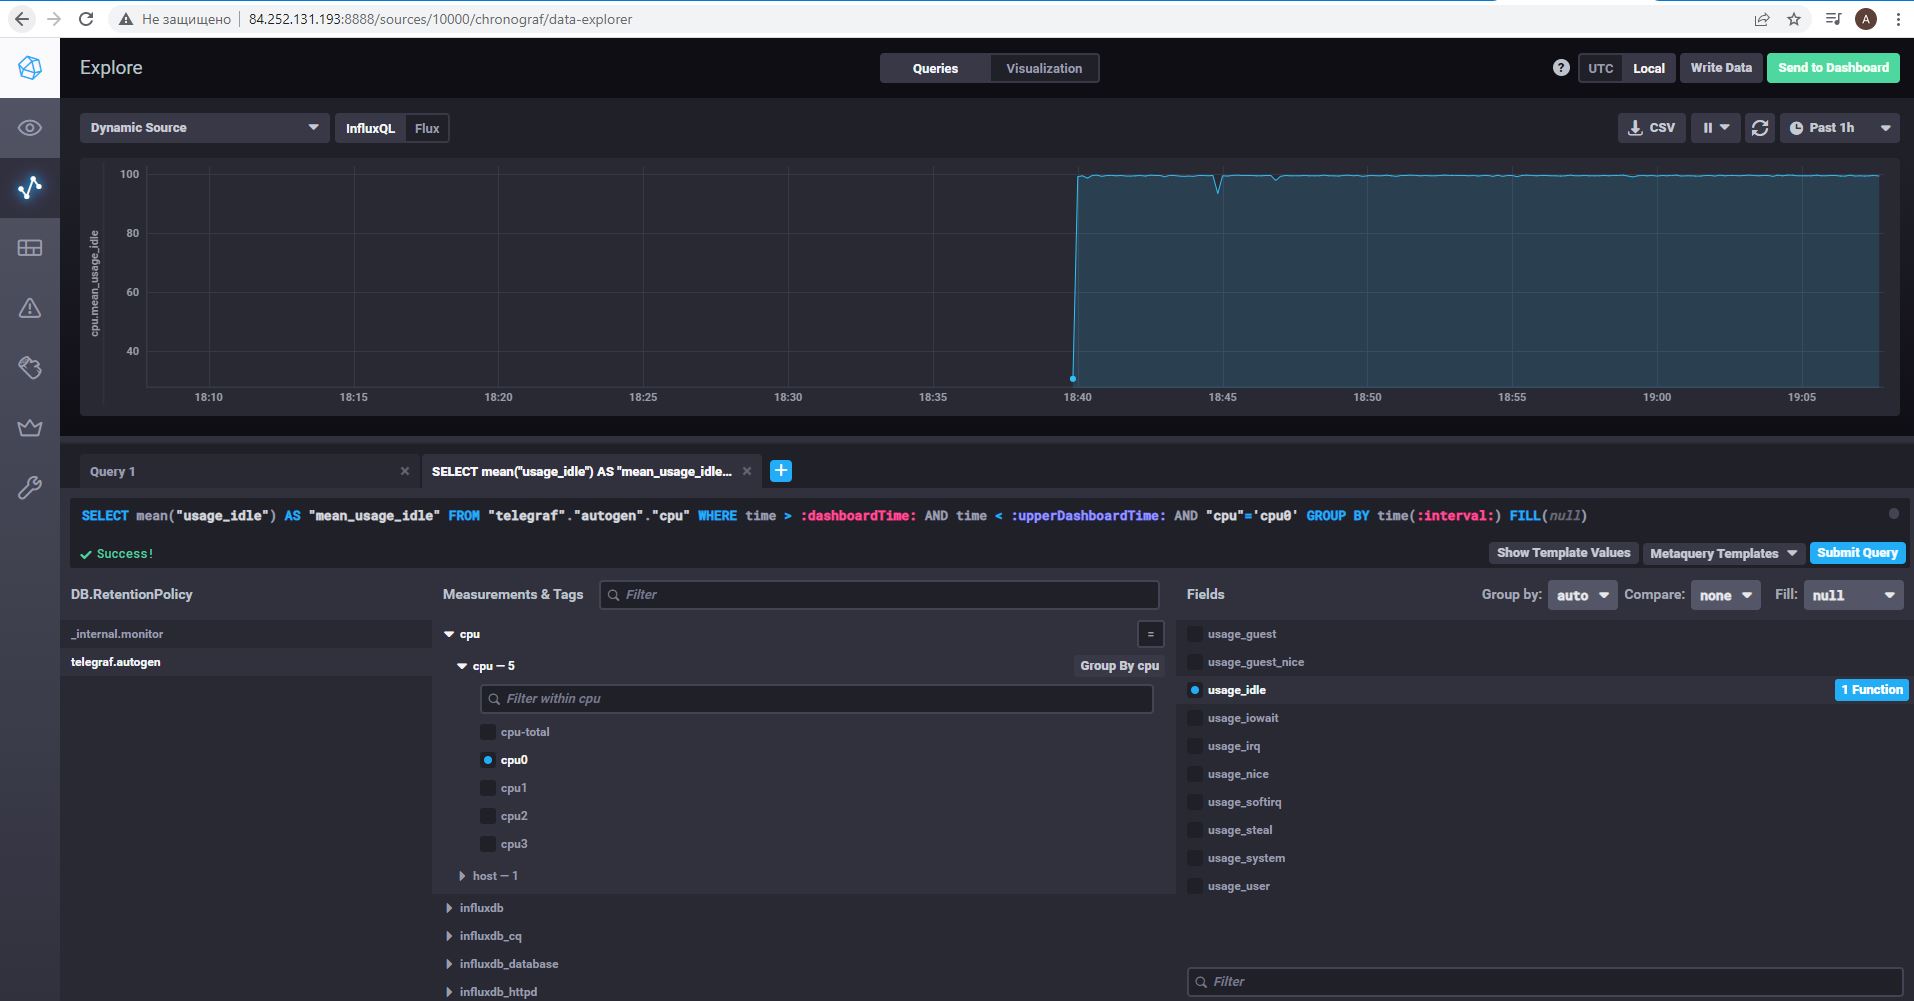 Не защищено | 84.252.131.193:8888/sources/10000/chronograf/data-explorer
A
Explore
Queries Visualization
? UTC Local Write Data Send to Dashboard
Dynamic Source InfluxQL Flux
CSV Past 1h
cpu.mean_usage_idle
100
80
60
40
18:10 18:15 18:20 18:25 18:30 18:35 18:40 18:45 18:50 18:55 19:00 19:05
Query 1 × SELECT mean("usage_idle") AS "mean_usage_idle... × +
SELECT mean("usage_idle") AS "mean_usage_idle" FROM "telegraf"."autogen"."cpu" WHERE time > :dashboardTime: AND time < :upperDashboardTime: AND "cpu"='cpu0' GROUP BY time(:interval:) FILL(null)
Success!
Show Template Values Metaquery Templates Submit Query
DB.RetentionPolicy
_internal.monitor
telegraf.autogen
Measurements & Tags Filter
cpu =
cpu — 5 Group By cpu
Filter within cpu
cpu-total
cpu0
cpu1
cpu2
cpu3
host — 1
influxdb
influxdb_cq
influxdb_database
influxdb_httpd
Fields Group by: auto Compare: none Fill: null
usage_guest
usage_guest_nice
usage_idle 1 Function
usage_iowait
usage_irq
usage_nice
usage_softirq
usage_steal
usage_system
usage_user
Filter